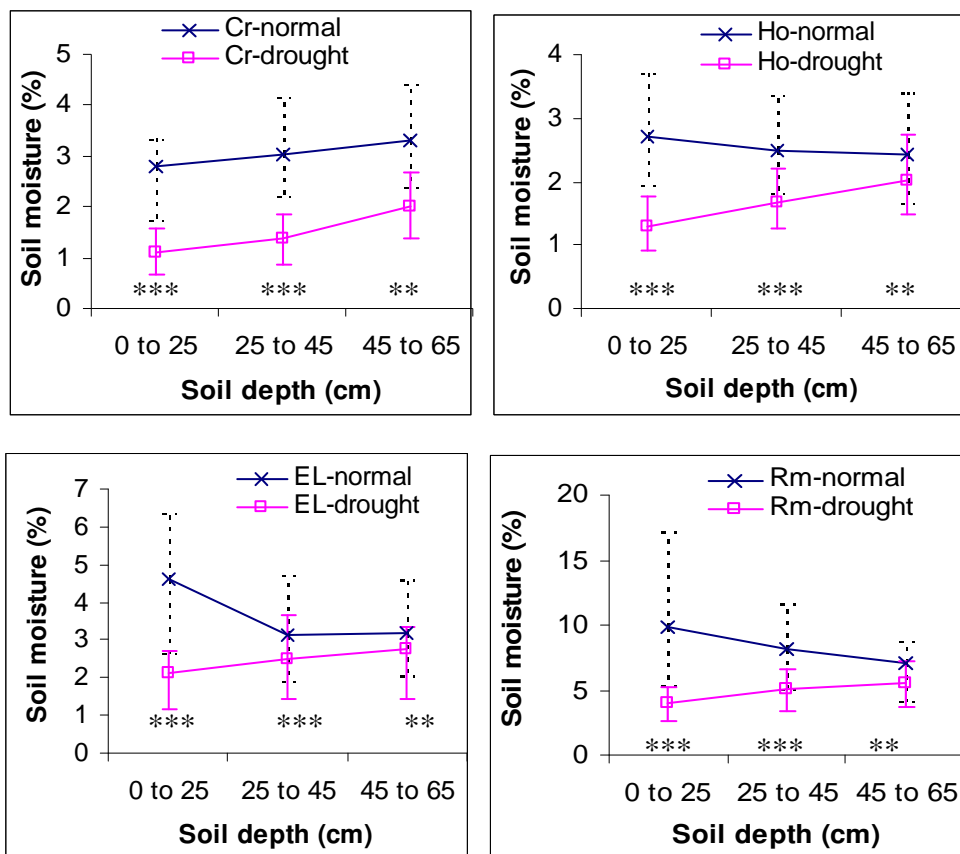 Cr-normal
Cr-drought
Soil moisture (%)
5
4
3
2
1
0
*** *** **
0 to 25 25 to 45 45 to 65
Soil depth (cm)
Ho-normal
Ho-drought
Soil moisture (%)
4
3
2
1
0
*** *** **
0 to 25 25 to 45 45 to 65
Soil depth (cm)
EL-normal
EL-drought
Soil moisture (%)
7
6
5
4
3
2
1
0
*** *** **
0 to 25 25 to 45 45 to 65
Soil depth (cm)
Rm-normal
Rm-drought
Soil moisture (%)
20
15
10
5
0
*** *** **
0 to 25 25 to 45 45 to 65
Soil depth (cm)